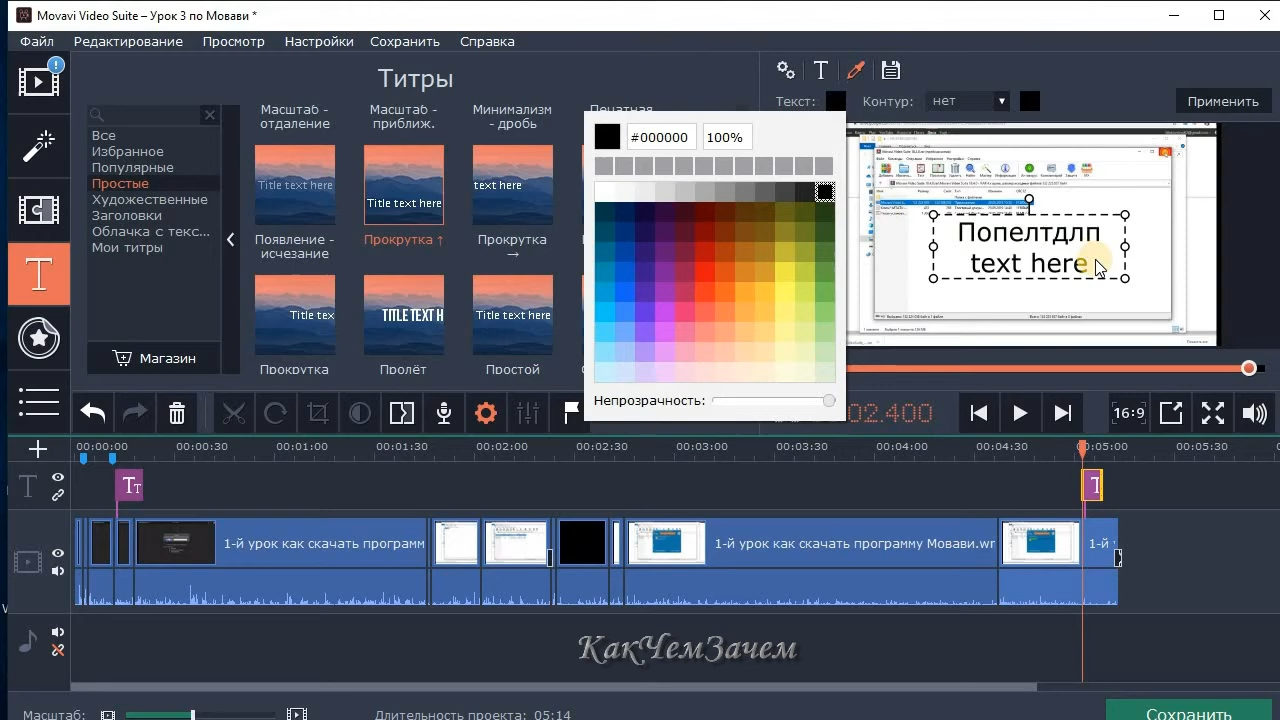 Movavi Video Suite – Урок 3 по Мовави *
Файл Редактирование Просмотр Настройки Сохранить Справка
Титры
Текст: Контур: нет Применить
Все
Избранное
Популярные
Простые
Художественные
Заголовки
Облачка с текс...
Мои титры
Магазин
Масштаб - отдаление
Масштаб - приближ.
Минимализм - дробь
Печатная
Title text here
Title text here
text here
Появление - исчезание
Прокрутка ↑
Прокрутка →
Title tex
TITLE TEXT H
Title text here
Прокрутка
Пролёт
Простой
#000000 100%
Непрозрачность:
Попелтдлп
text here
02.400
16:9
00:00:00 00:00:30 00:01:00 00:01:30 00:02:00 00:02:30 00:03:00 00:03:30 00:04:00 00:04:30 00:05:00 00:05:30
1-й урок как скачать программ
1-й урок как скачать программу Мовави.wr
1-й
КакЧемЗачем
Масштаб:
Длительность проекта: 05:14
Сохранить